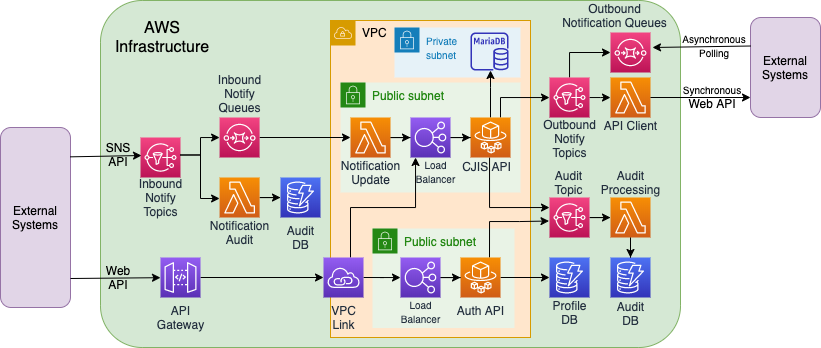 AWS
Infrastructure
VPC
Private
subnet
MariaDB
Outbound
Notification Queues
Asynchronous
Polling
External
Systems
Synchronous
Web API
Inbound
Notify
Queues
Public subnet
Outbound
Notify
Topics
API Client
SNS
API
Inbound
Notify
Topics
Notification
Update
Load
Balancer
CJIS API
Audit
Topic
Audit
Processing
External
Systems
Notification
Audit
Audit
DB
Public subnet
Web
API
API
Gateway
VPC
Link
Load
Balancer
Auth API
Profile
DB
Audit
DB